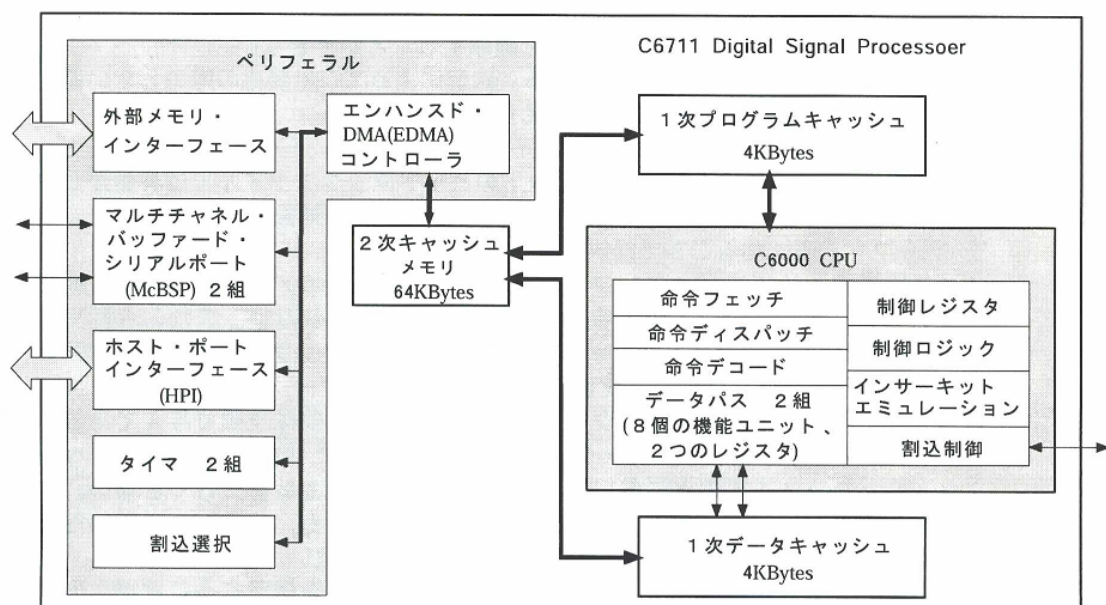 C6711 Digital Signal Processoer
ペリフェラル
外部メモリ・
インターフェース
エンハンスド・
DMA(EDMA)
コントローラ
マルチチャネル・
バッファード・
シリアルポート
(McBSP) 2組
ホスト・ポート
インターフェース
(HPI)
タイマ 2組
割込選択
2次キャッシュ
メモリ
64KBytes
1次プログラムキャッシュ
4KBytes
C6000 CPU
命令フェッチ
命令ディスパッチ
命令デコード
データパス 2組
(8個の機能ユニット、
2つのレジスタ)
制御レジスタ
制御ロジック
インサーキット
エミュレーション
割込制御
1次データキャッシュ
4KBytes